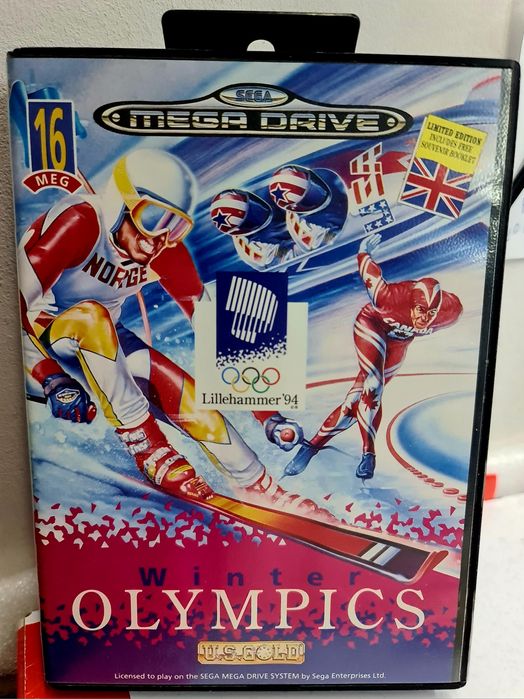 SEGA
MEGA DRIVE
16
MEG
LIMITED EDITION
INCLUDES FREE
SOUVENIR BOOKLET
NORGE
US
CANADA
Lillehammer '94
Winter
OLYMPICS
U.S. GOLD
Licensed to play on the SEGA MEGA DRIVE SYSTEM by Sega Enterprises Ltd.